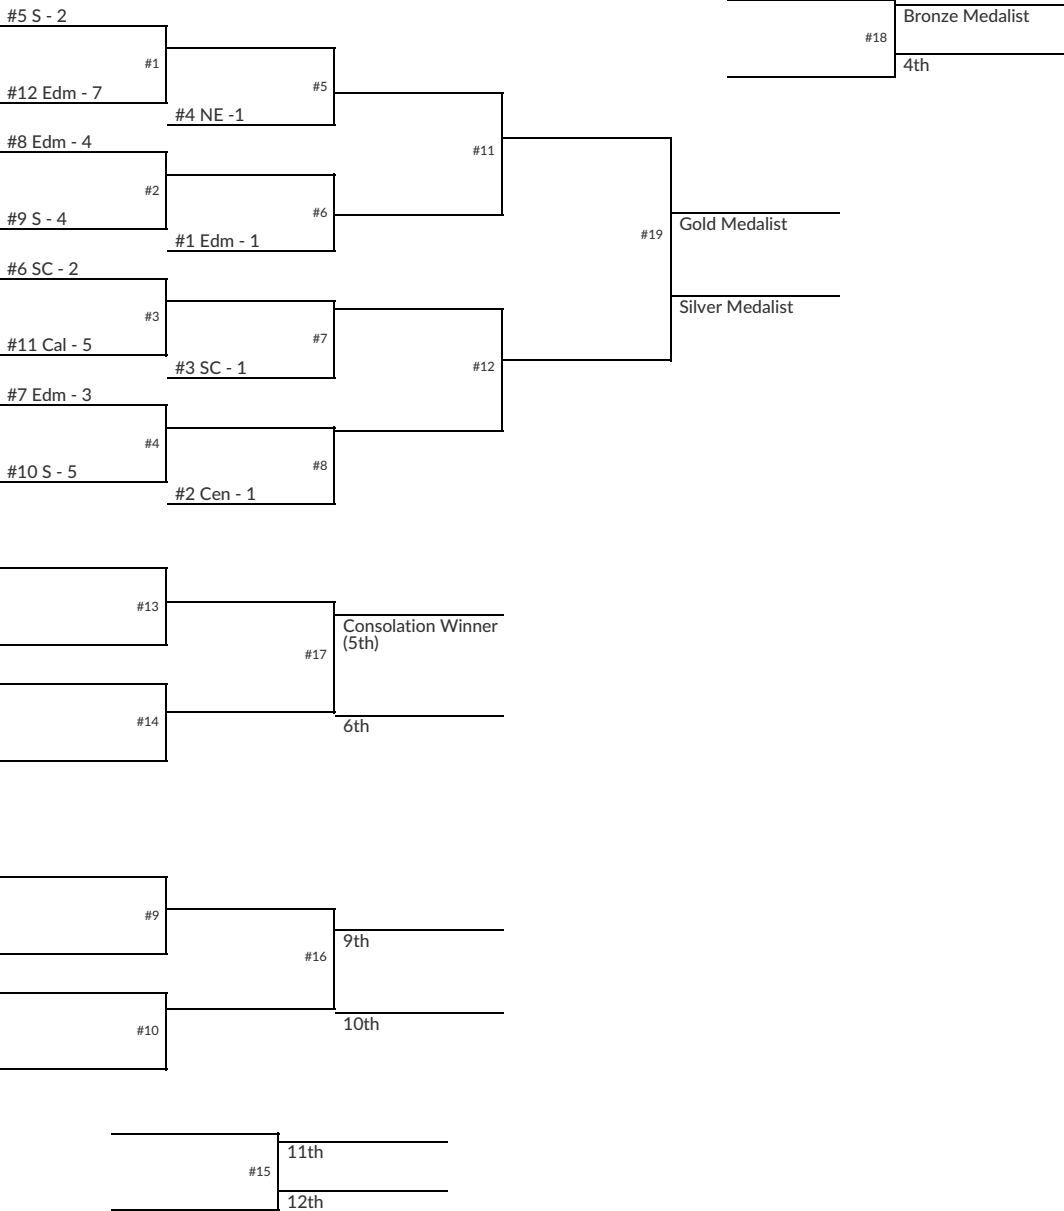 #5 S - 2
Bronze Medalist
#18
#1
4th
#5
#12 Edm - 7
#4 NE -1
#8 Edm - 4
#11
#2
#6
#9 S - 4
#1 Edm - 1
Gold Medalist
#19
#6 SC - 2
Silver Medalist
#3
#7
#11 Cal - 5
#3 SC - 1
#12
#7 Edm - 3
#4
#8
#10 S - 5
#2 Cen - 1
#13
Consolation Winner
(5th)
#17
#14
6th
#9
9th
#16
10th
#10
11th
#15
12th